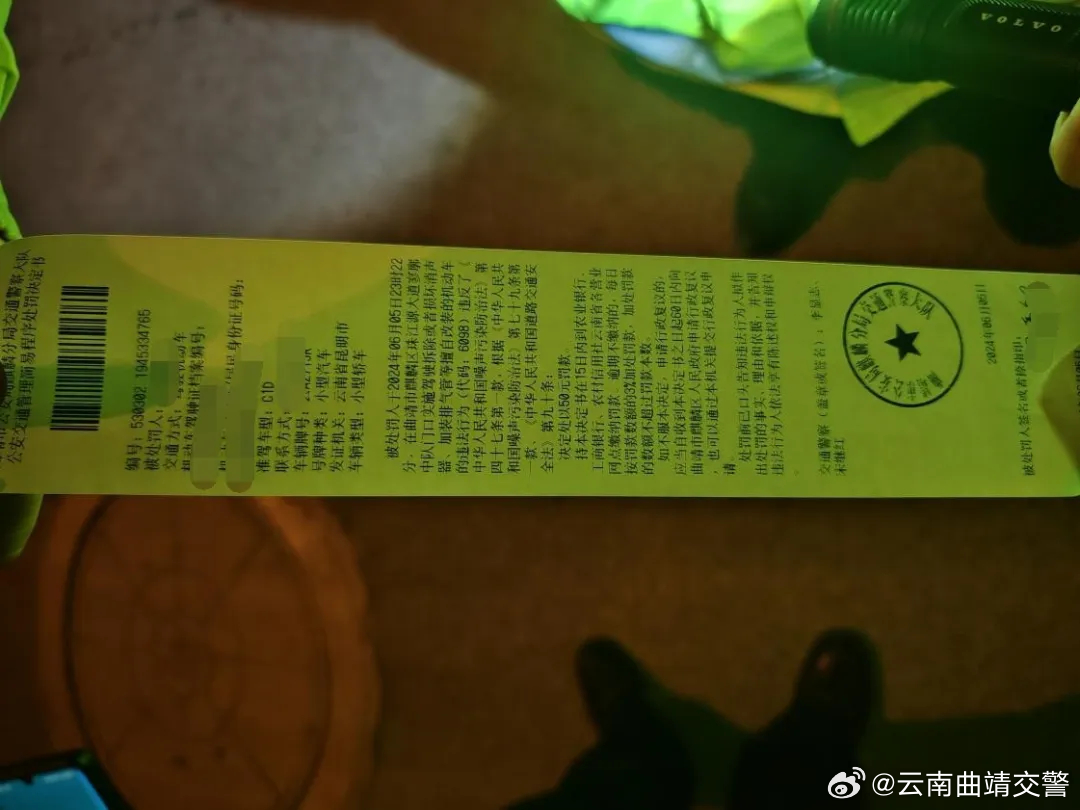 公安交通管理简易程序处罚决定书
编号: 530302 1945334765
被处罚人:
交通方式:
机动车驾驶证档案编号:
身份证号码:
准驾车型: C1D
联系方式:
车辆牌号:
号牌种类: 小型汽车
发证机关: 云南省昆明市
车辆类型: 小型轿车
被处罚人于2024年06月05日23时22
分, 在曲靖市麒麟区珠江源大道寥廓
中队门口实施驾驶拆除或者损坏消声
器、加装排气管等擅自改装的机动车
的违法行为(代码 6098) 违反了《
中华人民共和国噪声污染防治法》第
四十七条第一款, 根据《中华人民共
和国噪声污染防治法》第七十九条第
一款、《中华人民共和国道路交通安
全法》第九十条:
决定处以50元罚款。
持本决定书在15日内到农业银行、
工商银行、农村信用社云南省各营业
网点缴纳罚款。逾期不缴纳的, 每日
按罚款数额的3%加处罚款, 加处罚款
的数额不超过罚款本数。
如不服本决定, 申请行政复议的,
应当自收到本决定书之日起60日内向
曲靖市麒麟区人民政府申请行政复议
, 也可以通过本机关提交行政复议申
请。
处罚前已口头告知违法行为人拟作
出处罚的事实、理由和依据, 并告知
违法行为人依法享有陈述权和申辩权
交通警察(盖章或签名):
宋继红
2024年06月05日
被处罚人签名或者捺指印:
OATOA
@云南曲靖交警